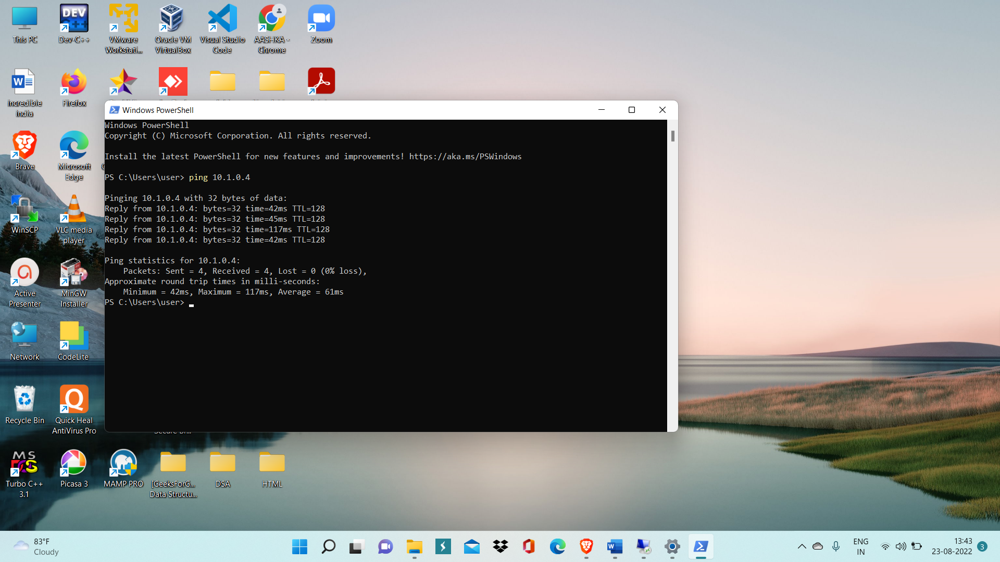 This PC
DEV
C++
Dev-C++
VMware
Workstati...
Oracle VM
VirtualBox
Visual Studio
Code
AASHKA -
Chrome
Zoom
W
incredible
india
Firefox
Brave
Microsoft
Edge
WinSCP
VLC media
player
Active
Presenter
MinGW
Installer
Network
CodeLite
Recycle Bin
Quick Heal
AntiVirus Pro
MS
DOS
Turbo C++
3.1
Picasa 3
MAMP PRO
[GeeksForG...
Data Structu...
DSA
HTML
Windows PowerShell
Windows PowerShell
Copyright (C) Microsoft Corporation. All rights reserved.
Install the latest PowerShell for new features and improvements! https://aka.ms/PSWindows
PS C:\Users\user> ping 10.1.0.4
Pinging 10.1.0.4 with 32 bytes of data:
Reply from 10.1.0.4: bytes=32 time=42ms TTL=128
Reply from 10.1.0.4: bytes=32 time=45ms TTL=128
Reply from 10.1.0.4: bytes=32 time=117ms TTL=128
Reply from 10.1.0.4: bytes=32 time=42ms TTL=128
Ping statistics for 10.1.0.4:
Packets: Sent = 4, Received = 4, Lost = 0 (0% loss),
Approximate round trip times in milli-seconds:
Minimum = 42ms, Maximum = 117ms, Average = 61ms
PS C:\Users\user>
83°F
Cloudy
ENG
IN
13:43
23-08-2022
3